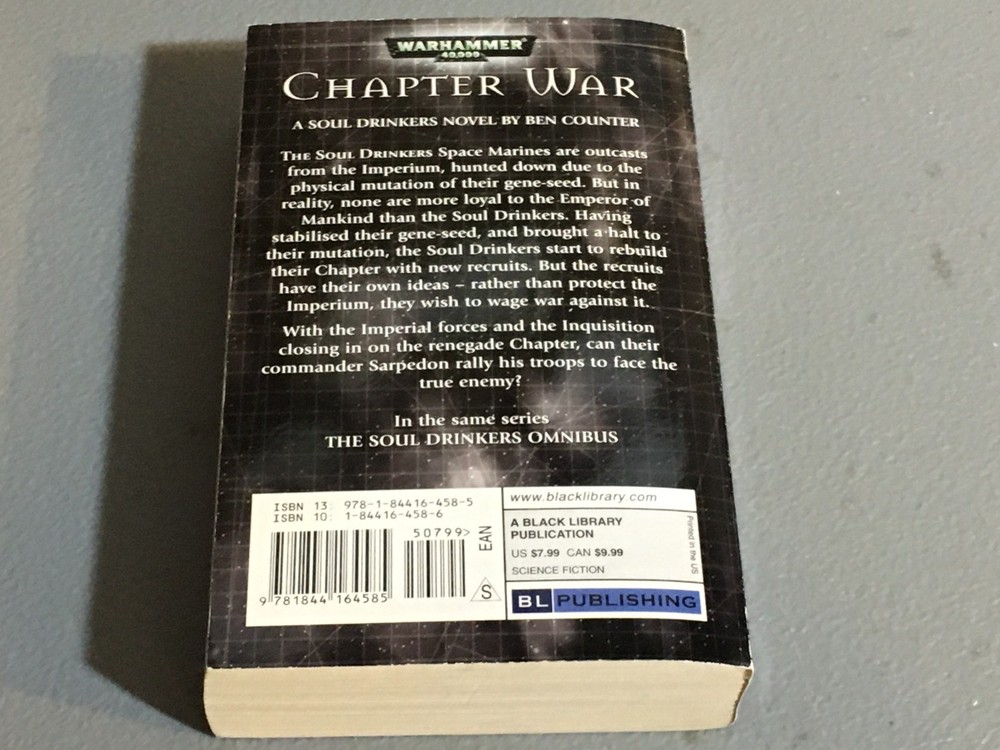 WARHAMMER
40,000
CHAPTER WAR
A SOUL DRINKERS NOVEL BY BEN COUNTER
THE SOUL DRINKERS Space Marines are outcasts
from the Imperium, hunted down due to the
physical mutation of their gene-seed. But in
reality, none are more loyal to the Emperor of
Mankind than the Soul Drinkers. Having
stabilised their gene-seed, and brought a halt to
their mutation, the Soul Drinkers start to rebuild
their Chapter with new recruits. But the recruits
have their own ideas – rather than protect the
Imperium, they wish to wage war against it.
With the Imperial forces and the Inquisition
closing in on the renegade Chapter, can their
commander Sarpedon rally his troops to face the
true enemy?
In the same series
THE SOUL DRINKERS OMNIBUS
ISBN 13: 978-1-84416-458-5
ISBN 10: 1-84416-458-6
50799>
EAN
9 781844 164585
S
www.blacklibrary.com
A BLACK LIBRARY
PUBLICATION
US $7.99 CAN $9.99
SCIENCE FICTION
Printed in the US
BL PUBLISHING